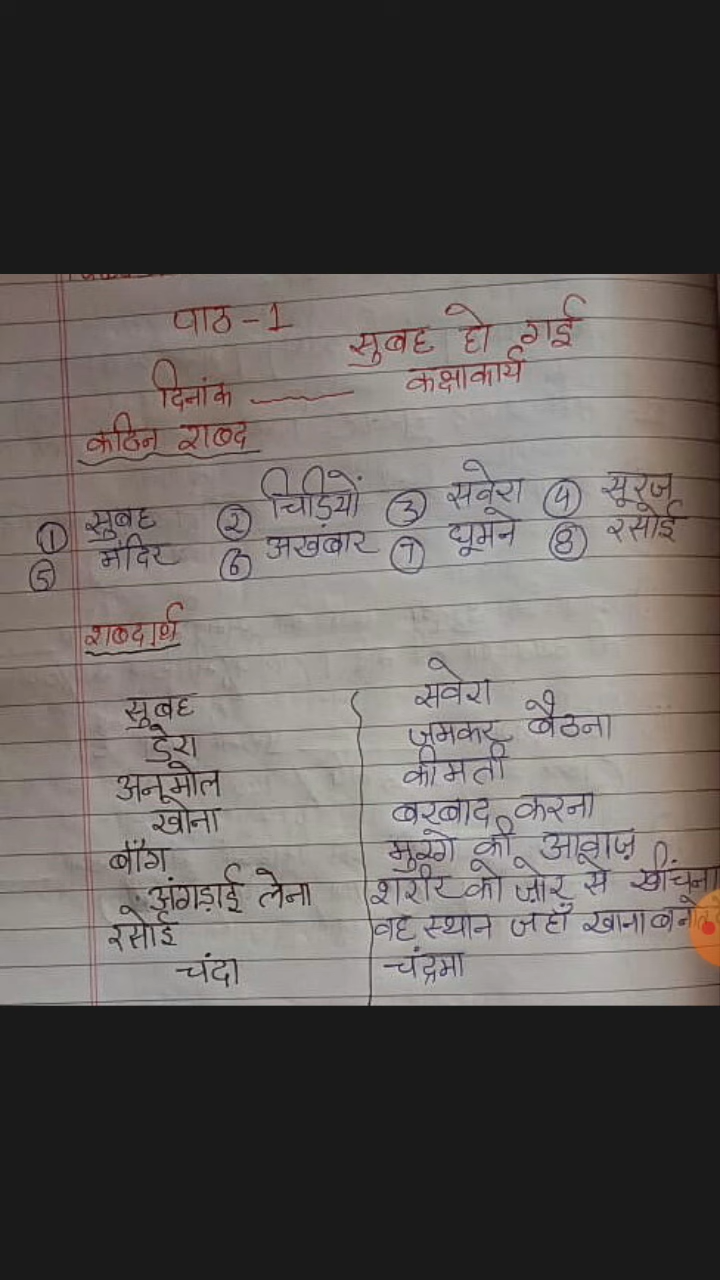 पाठ-1
सुबह हो गई
दिनांक
कक्षाकार्य
कठिन शब्द
① सुबह ② चिड़ियों ③ सवेरा ④ सूरज
⑤ मंदिर ⑥ अखबार ⑦ घूमने ⑧ रसोई
शब्दार्थ
सुबह सवेरा
डेरा जमकर बैठना
अनमोल कीमती
खोना बरबाद करना
बाँग मुरगे की आवाज़
अंगड़ाई लेना शरीर को ज़ोर से खींचना
रसोई वह स्थान जहाँ खाना
चंदा चंद्रमा